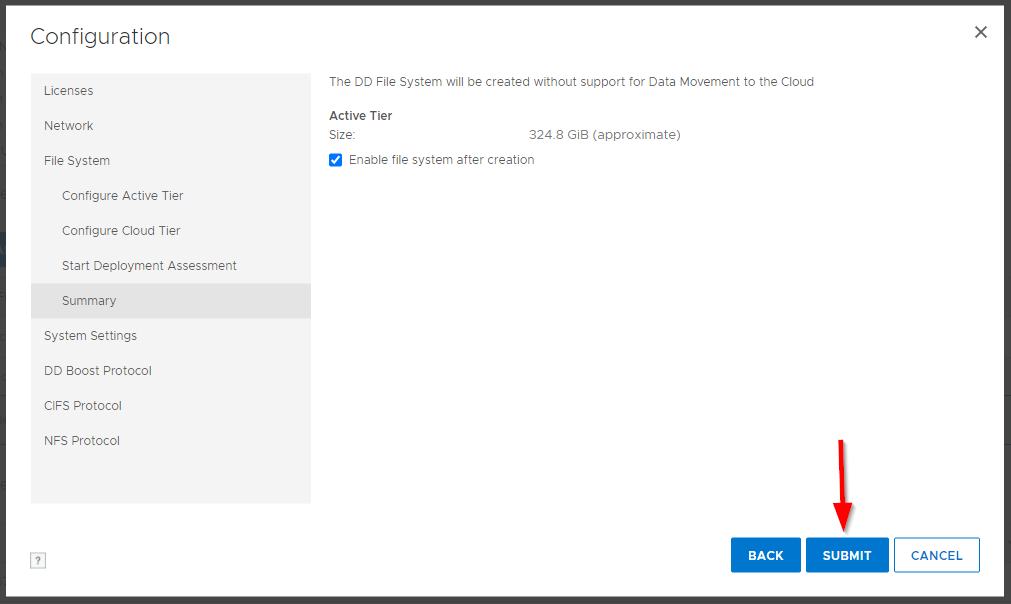 Configuration
Licenses
Network
File System
Configure Active Tier
Configure Cloud Tier
Start Deployment Assessment
Summary
System Settings
DD Boost Protocol
CIFS Protocol
NFS Protocol
The DD File System will be created without support for Data Movement to the Cloud
Active Tier
Size: 324.8 GiB (approximate)
Enable file system after creation
?
BACK SUBMIT CANCEL